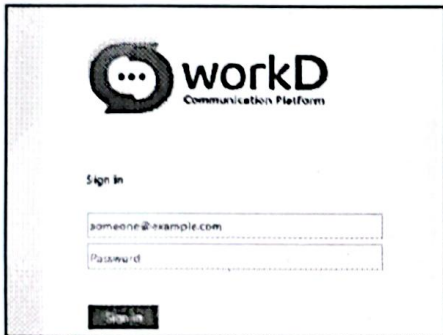 workD
Communication Platform
Sign in
someone@example.com
Password
Sign in